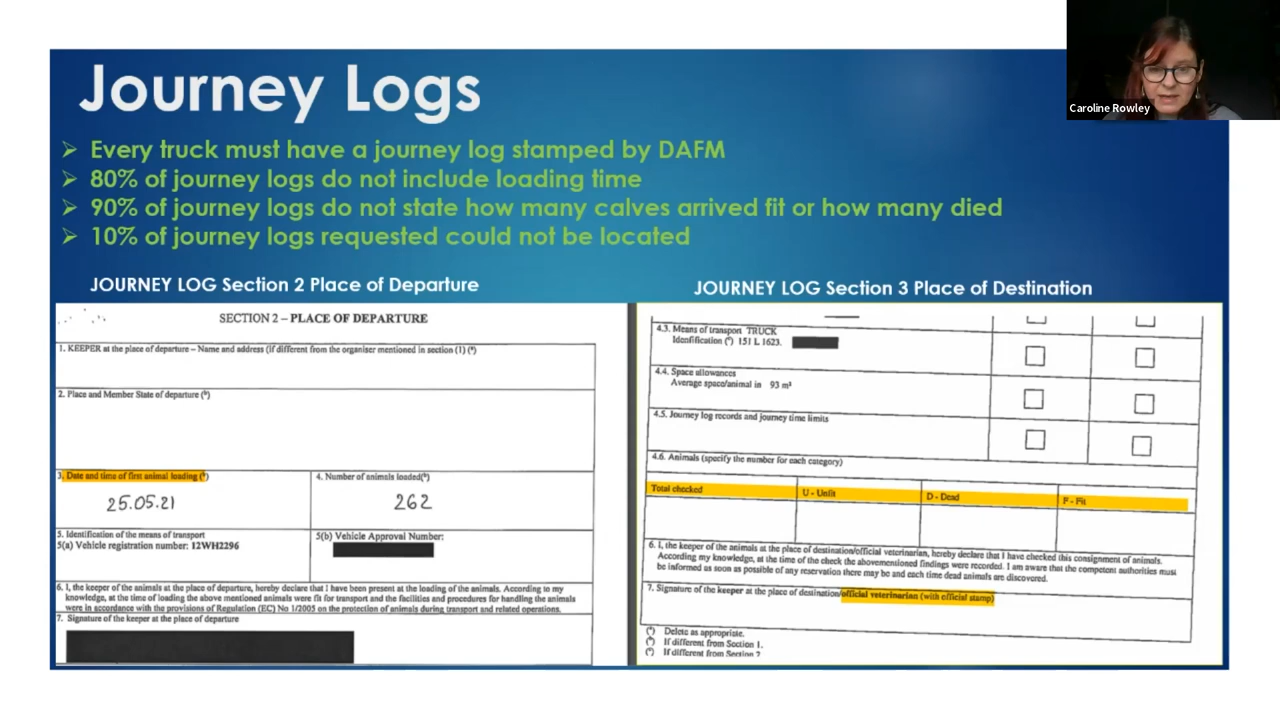 Journey Logs
Caroline Rowley
➢ Every truck must have a journey log stamped by DAFM
➢ 80% of journey logs do not include loading time
➢ 90% of journey logs do not state how many calves arrived fit or how many died
➢ 10% of journey logs requested could not be located
JOURNEY LOG Section 2 Place of Departure
SECTION 2 – PLACE OF DEPARTURE
1. KEEPER at the place of departure – Name and address (if different from the organiser mentioned in section (1) (*)
2. Place and Member State of departure (b)
3. Date and time of first animal loading (b)
25.05.21
4. Number of animals loaded(b)
262
5. Identification of the means of transport
5(a) Vehicle registration number: 12WH2296
5(b) Vehicle Approval Number:
6. I, the keeper of the animals at the place of departure, hereby declare that I have been present at the loading of the animals. According to my
knowledge, at the time of loading the above mentioned animals were fit for transport and the facilities and procedures for handling the animals
were in accordance with the provisions of Regulation (EC) No 1/2005 on the protection of animals during transport and related operations.
7. Signature of the keeper at the place of departure
JOURNEY LOG Section 3 Place of Destination
4.3. Means of transport TRUCK
Identification (*) 151 L 1623.
4.4. Space allowances
Average space/animal in 93 m²
4.5. Journey log records and journey time limits
4.6. Animals (specify the number for each category)
Total checked
U - Unfit
D - Dead
F - Fit
6. I, the keeper of the animals at the place of destination/official veterinarian, hereby declare that I have checked this consignment of animals.
According my knowledge, at the time of the check the abovementioned findings were recorded. I am aware that the competent authorities must
be informed as soon as possible of any reservation there may be and each time dead animals are discovered.
7. Signature of the keeper at the place of destination/official veterinarian (with official stamp)
Delete as appropriate.
If different from Section 1.
If different from Section 2